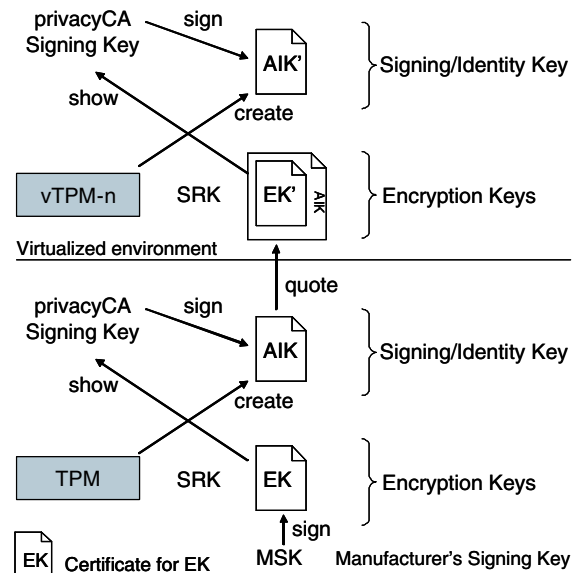 privacyCA
Signing Key
sign
AIK'
Signing/Identity Key
show
create
vTPM-n
SRK
EK'
AIK
Encryption Keys
Virtualized environment
quote
privacyCA
Signing Key
sign
AIK
Signing/Identity Key
show
create
TPM
SRK
EK
Encryption Keys
sign
EK
Certificate for EK
MSK
Manufacturer's Signing Key